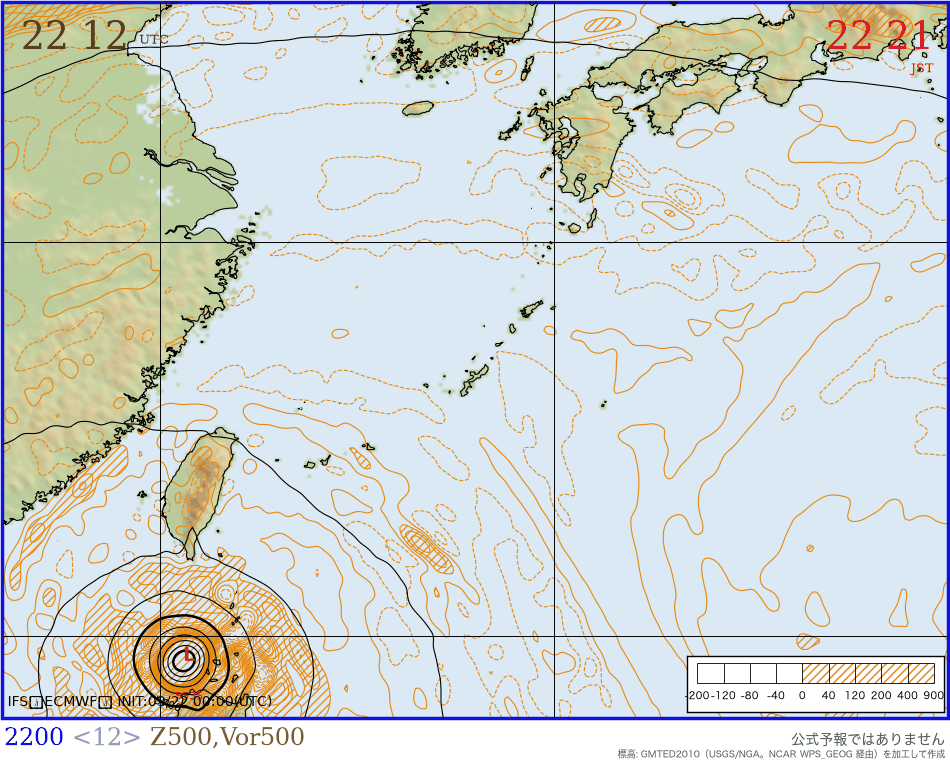 22 12 UTC
22 21 JST
L
-200 -120 -80 -40 0 40 120 200 400 900
IFS ECMWF INIT:09/22 00:00(UTC)
2200 <12> Z500,Vor500
公式予報ではありません
標高: GMTED2010（USGS/NGA。NCAR WPS_GEOG 経由）を加工して作成